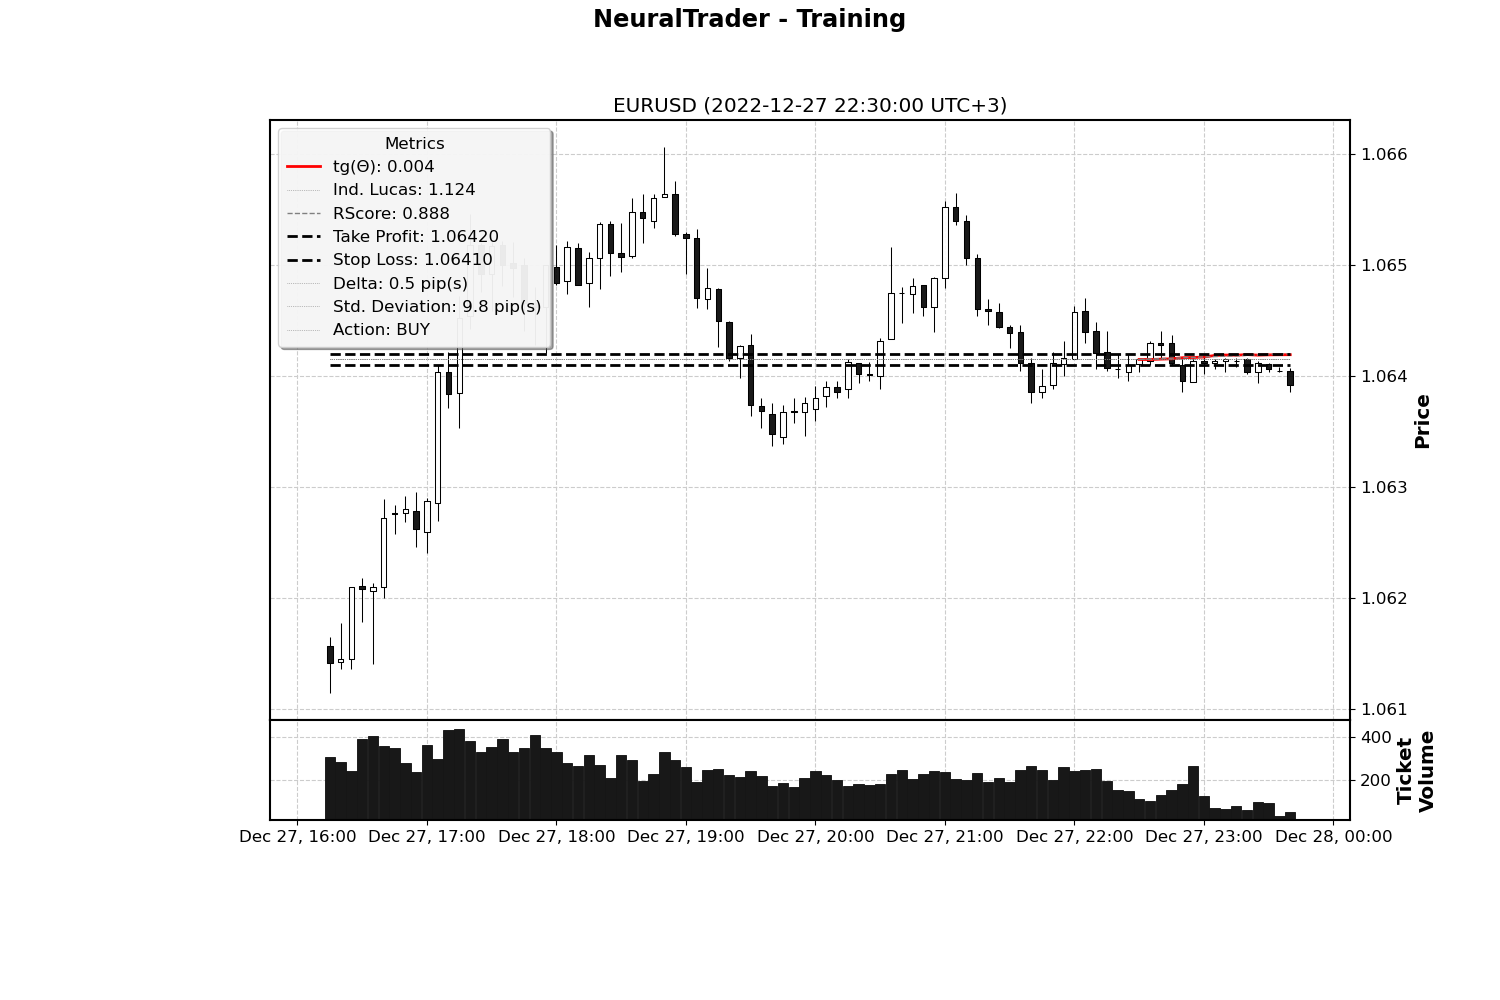 NeuralTrader - Training
EURUSD (2022-12-27 22:30:00 UTC+3)
Metrics
tg(Θ): 0.004
Ind. Lucas: 1.124
RScore: 0.888
Take Profit: 1.06420
Stop Loss: 1.06410
Delta: 0.5 pip(s)
Std. Deviation: 9.8 pip(s)
Action: BUY
1.066
1.065
1.064
1.063
1.062
1.061
Price
400
200
Ticket
Volume
Dec 27, 16:00 Dec 27, 17:00 Dec 27, 18:00 Dec 27, 19:00 Dec 27, 20:00 Dec 27, 21:00 Dec 27, 22:00 Dec 27, 23:00 Dec 28, 00:00